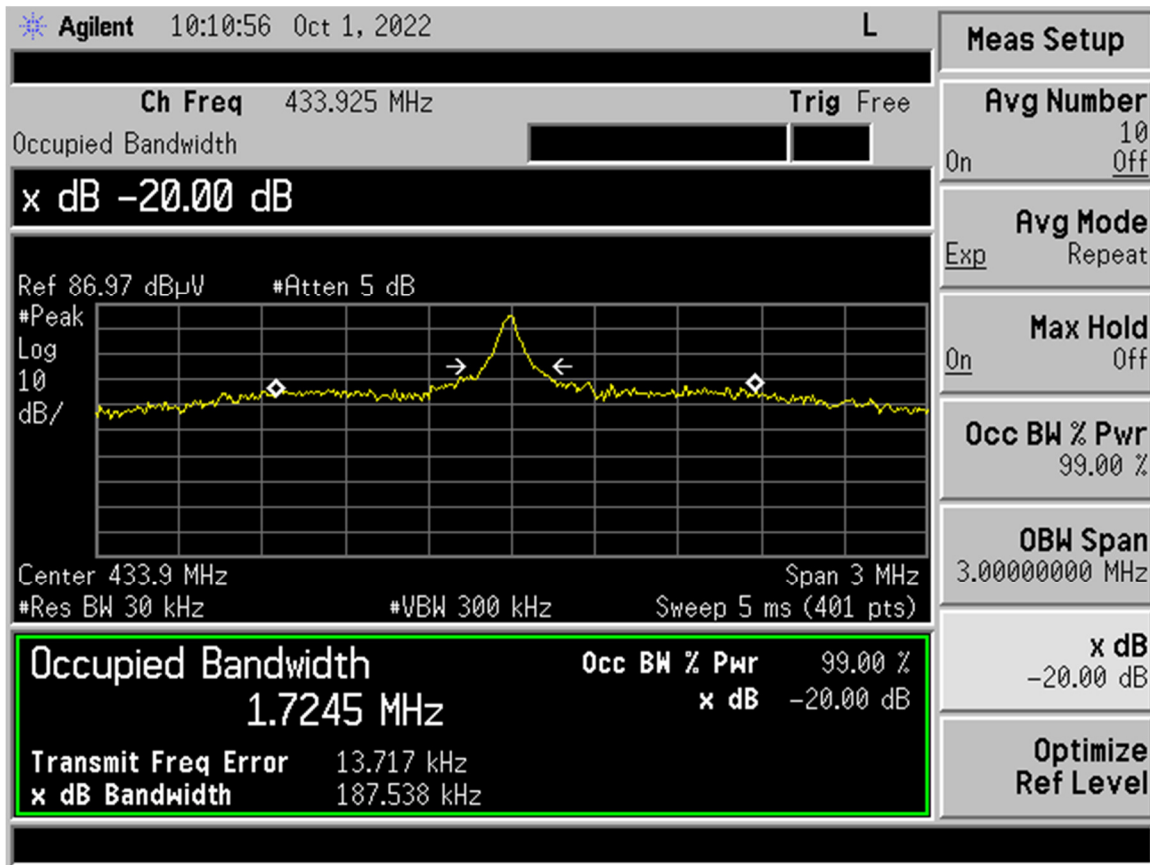 Agilent 10:10:56 Oct 1, 2022 L
Meas Setup
Ch Freq 433.925 MHz Trig Free
Occupied Bandwidth
Avg Number
10
On Off
x dB -20.00 dB
Avg Mode
Exp Repeat
Ref 86.97 dBµV #Atten 5 dB
#Peak
Log
10
dB/
Max Hold
On Off
Occ BW % Pwr
99.00 %
OBW Span
3.00000000 MHz
Center 433.9 MHz Span 3 MHz
#Res BW 30 kHz #VBW 300 kHz Sweep 5 ms (401 pts)
x dB
-20.00 dB
Occupied Bandwidth Occ BW % Pwr 99.00 %
1.7245 MHz x dB -20.00 dB
Transmit Freq Error 13.717 kHz
x dB Bandwidth 187.538 kHz
Optimize
Ref Level